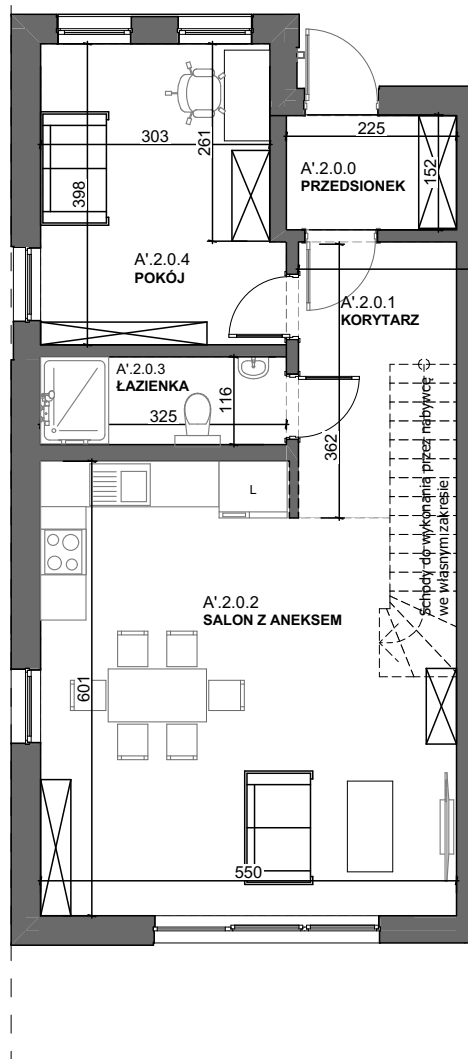 303
261
398
225
152
A'.2.0.0
PRZEDSIONEK
A'.2.0.4
POKÓJ
A'.2.0.1
KORYTARZ
A'.2.0.3
ŁAZIENKA
116
325
362
Schody do wykonania przez nabywcę
we własnym zakresie
L
A'.2.0.2
SALON Z ANEKSEM
601
550